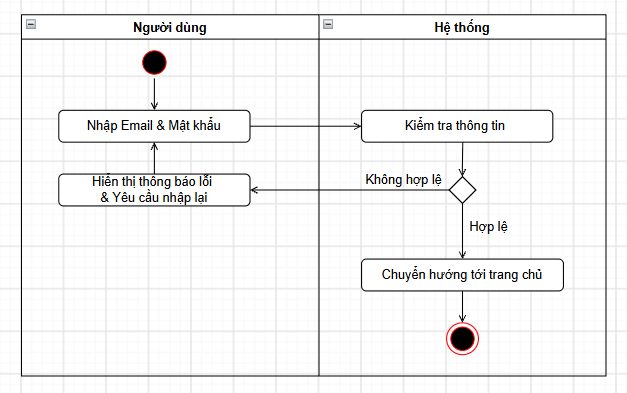 Người dùng
Hệ thống
Nhập Email & Mật khẩu
Kiểm tra thông tin
Hiển thị thông báo lỗi
& Yêu cầu nhập lại
Không hợp lệ
Hợp lệ
Chuyển hướng tới trang chủ